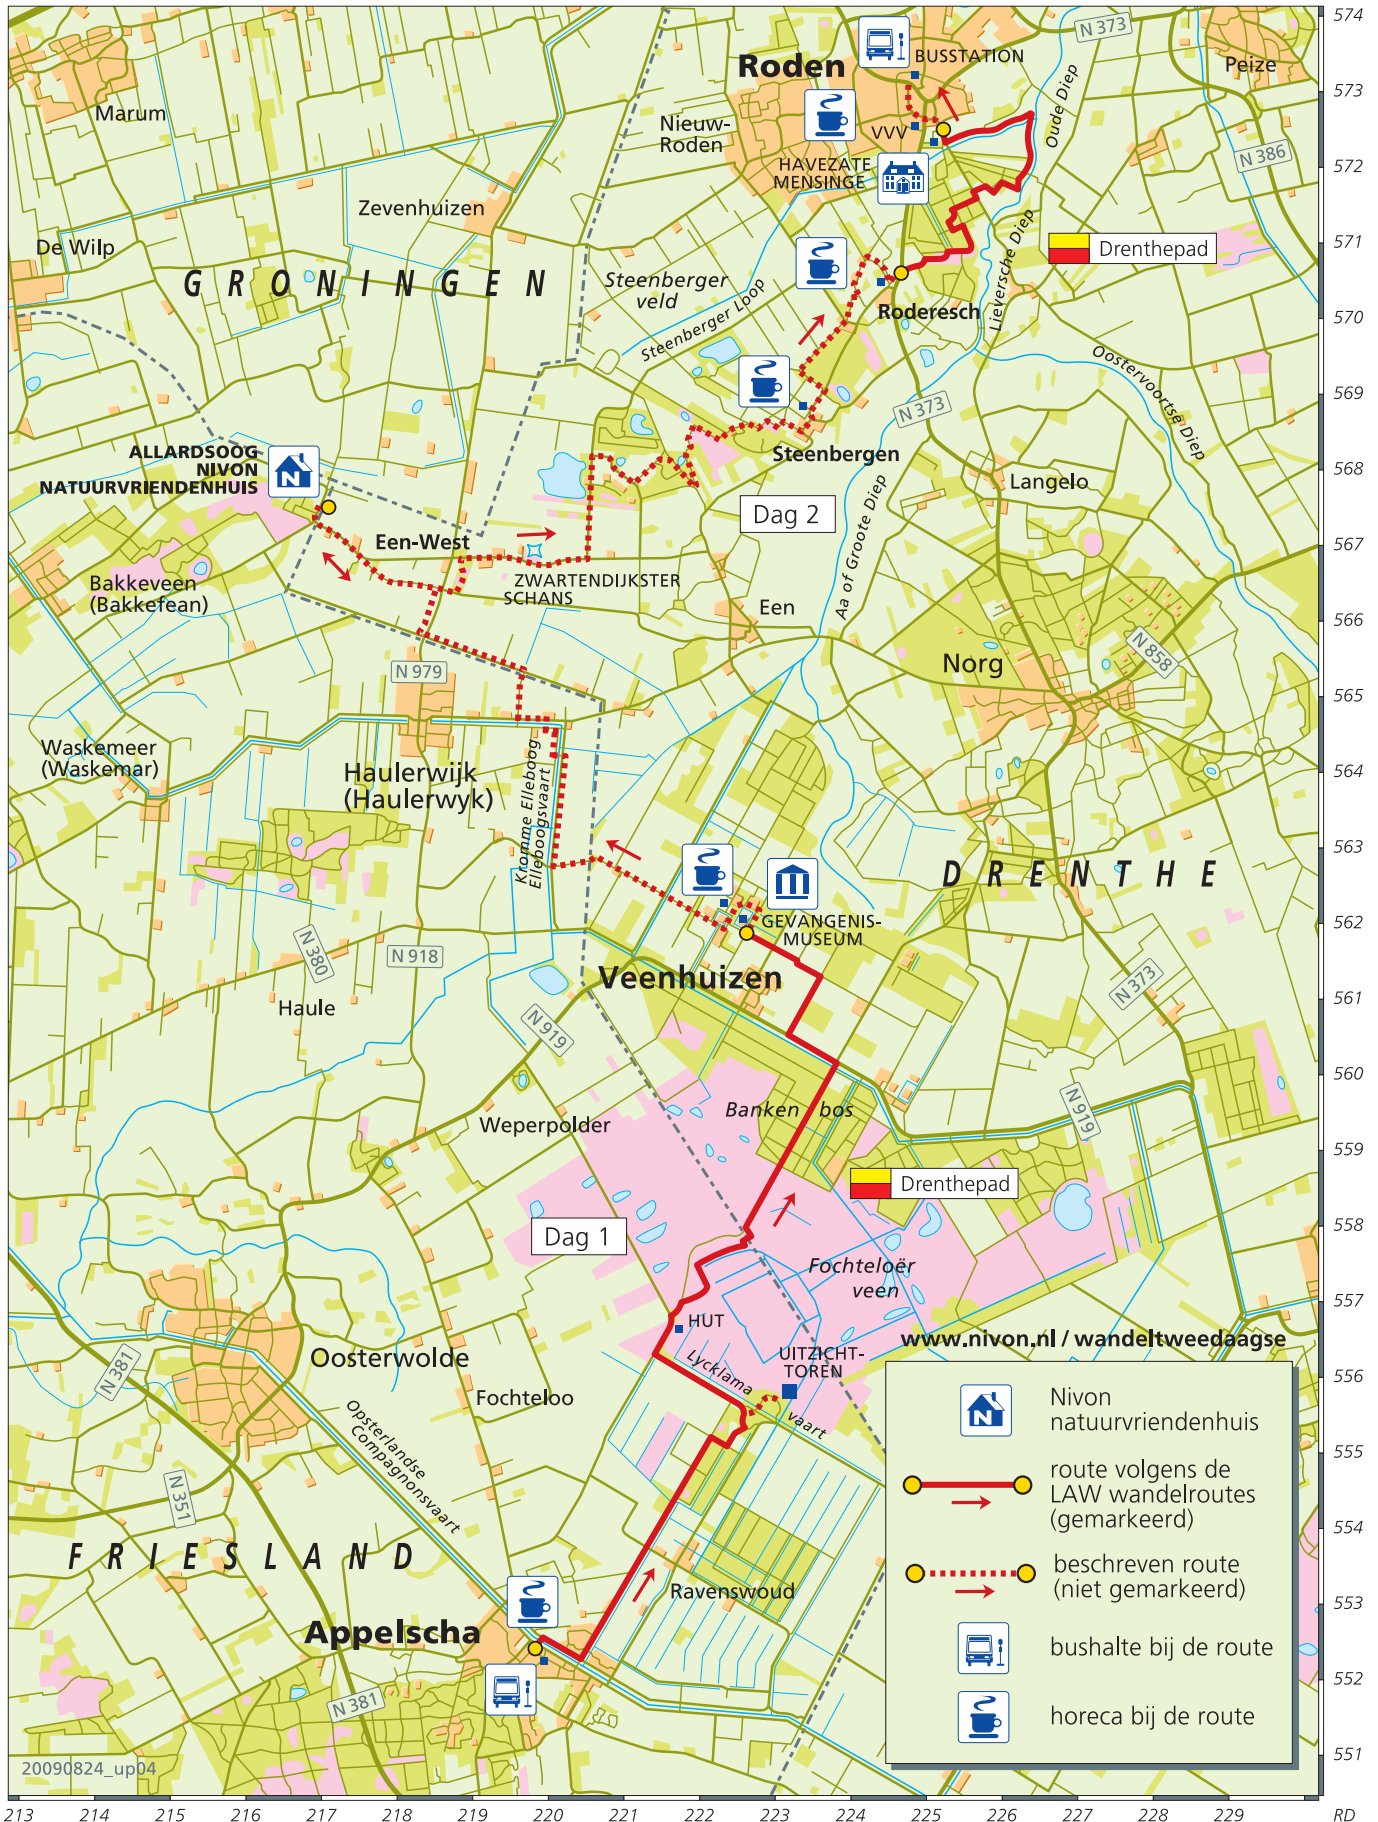 574
N 373
Roden
BUSSTATION
Peize
573
Marum
Oude Diep
Nieuw-
Roden
VVV
N 386
572
HAVEZATE
MENSINGE
Zevenhuizen
De Wilp
571
Drenthepad
GRONINGEN
Steenberger
veld
Lieversche Diep
Roderesch
570
Steenberger Loop
Oostervoortse Diep
569
N 373
ALLARDSOOG
NIVON
NATUURVRIENDENHUIS
Steenbergen
568
Langelo
Dag 2
Een-West
567
Aa of Groote Diep
Bakkeveen
(Bakkefean)
ZWARTENDIJKSTER
SCHANS
Een
566
N 858
Norg
N 979
565
Waskemeer
(Waskemar)
Haulerwijk
(Haulerwyk)
564
Kromme Elleboog
Elleboogsvaart
563
DRENTHE
GEVANGENIS-
MUSEUM
562
N 380
N 918
Veenhuizen
N 373
561
Haule
N 919
560
Banken bos
N 919
Weperpolder
559
Drenthepad
558
Dag 1
Fochteloër
veen
557
HUT
www.nivon.nl / wandeltweedaagse
UITZICHT-
TOREN
Oosterwolde
Lycklama
vaart
556
N 381
Fochteloo
Nivon
natuurvriendenhuis
Opsterlandse
Compagnonsvaart
555
route volgens de
LAW wandelroutes
(gemarkeerd)
N 351
554
FRIESLAND
beschreven route
(niet gemarkeerd)
Ravenswoud
553
Appelscha
bushalte bij de route
552
N 381
horeca bij de route
551
20090824_up04
213 214 215 216 217 218 219 220 221 222 223 224 225 226 227 228 229 RD